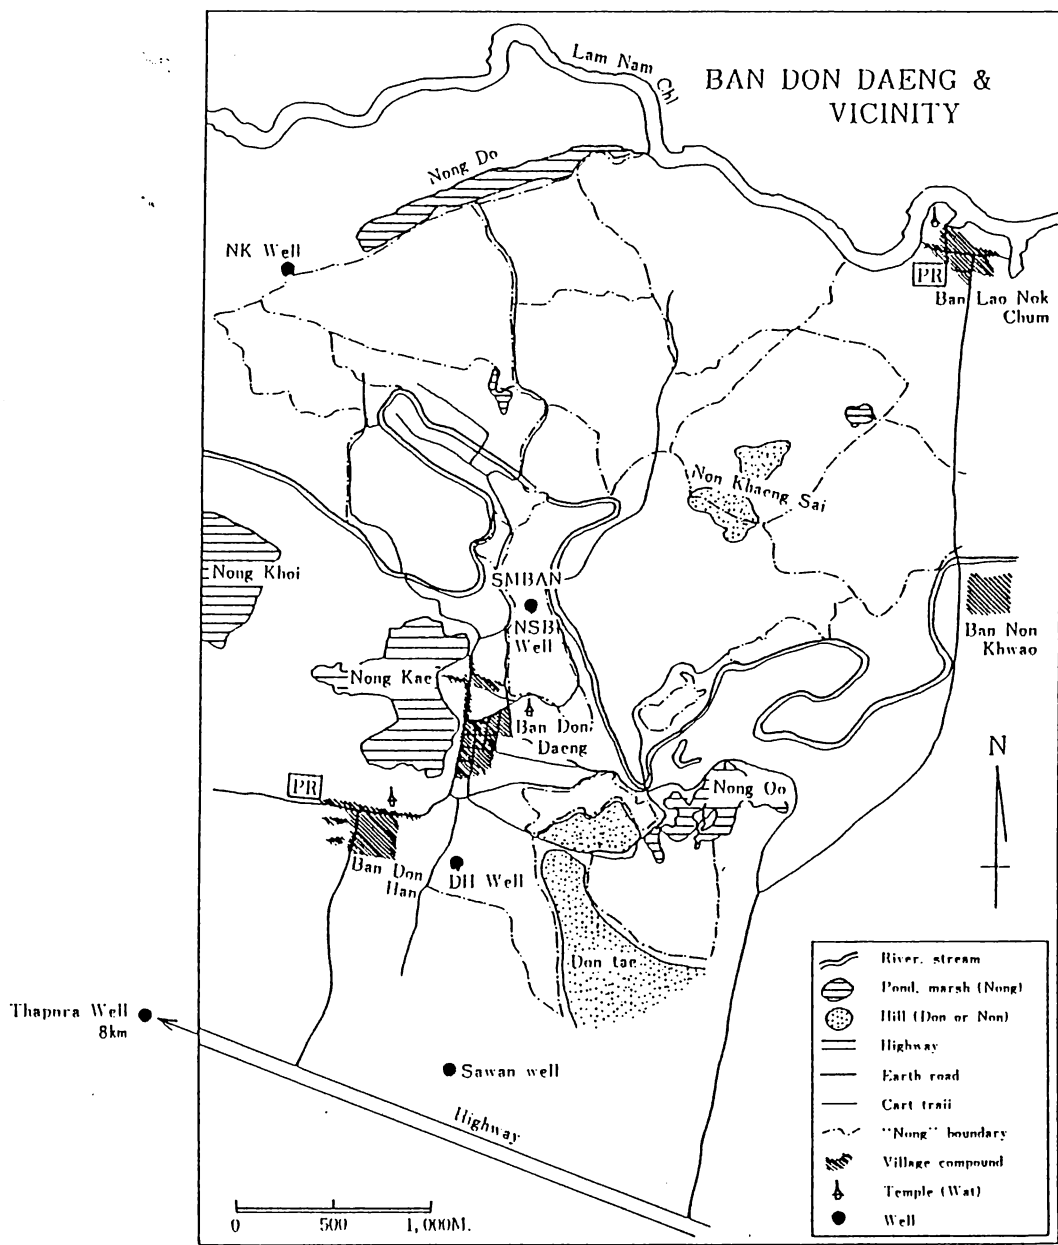 BAN DON DAENG &
VICINITY
Lam Nam Chi
Nong Do
NK Well
PR
Ban Lao Nok
Chum
Non Khaeng Sai
Nong Khoi
SMBAN
NSBI
Well
Ban Non
Khwao
Nong Kae
Ban Don
Daeng
N
PR
Nong Oo
Ban Don
Han
DH Well
Don tae
Thapura Well
8km
Sawan well
Highway
0 500 1,000M.
River, stream
Pond, marsh (Nong)
Hill (Don or Non)
Highway
Earth road
Cart trail
"Nong" boundary
Village compound
Temple (Wat)
Well